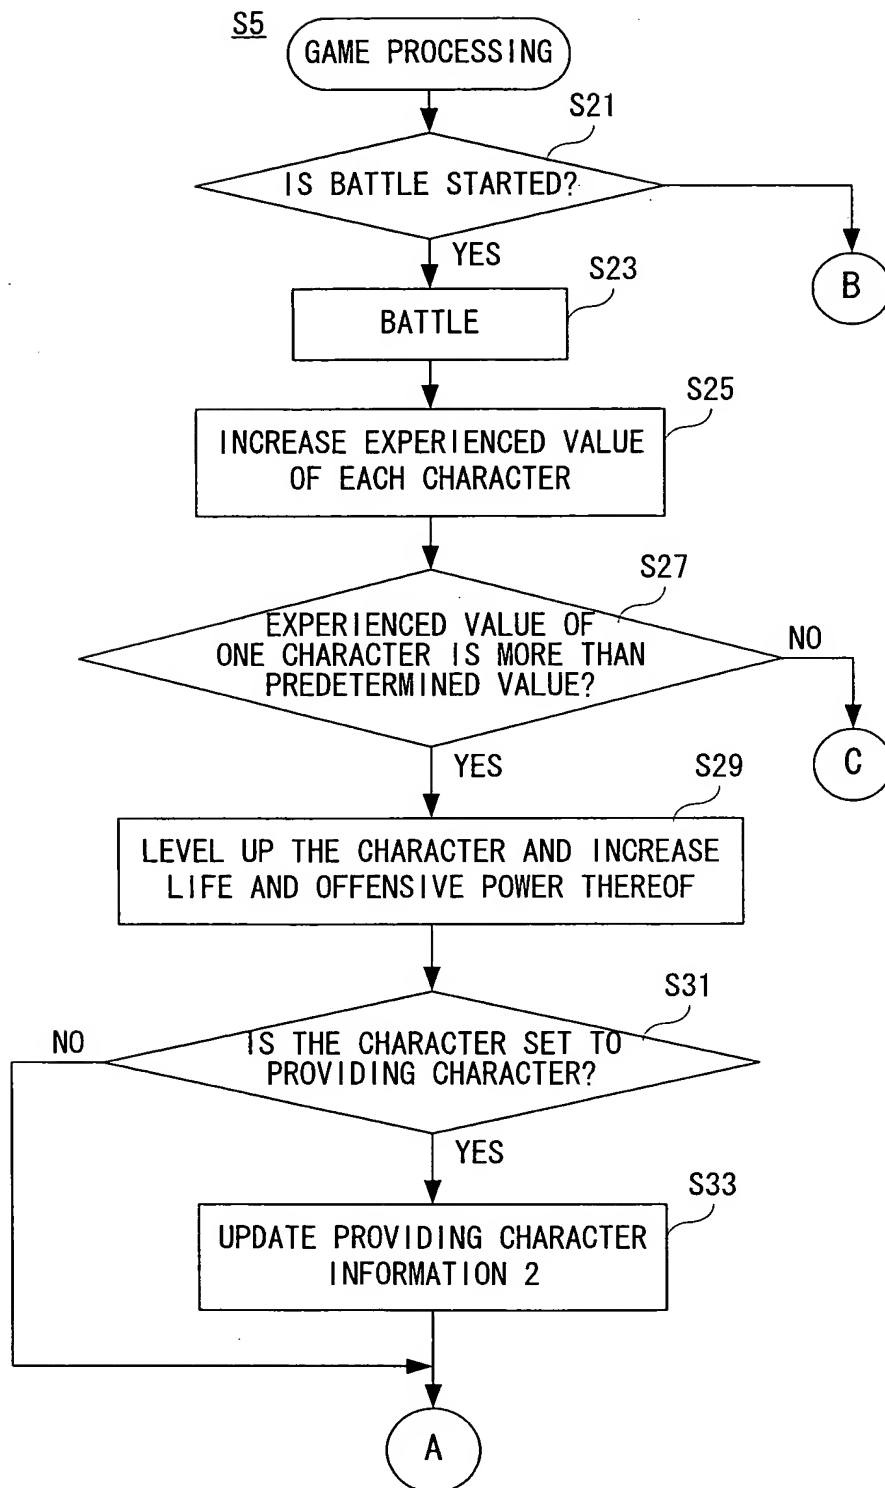 S5
GAME PROCESSING
S21
IS BATTLE STARTED?
YES
B
S23
BATTLE
S25
INCREASE EXPERIENCED VALUE
OF EACH CHARACTER
S27
EXPERIENCED VALUE OF
ONE CHARACTER IS MORE THAN
PREDETERMINED VALUE?
NO
YES
C
S29
LEVEL UP THE CHARACTER AND INCREASE
LIFE AND OFFENSIVE POWER THEREOF
S31
NO
IS THE CHARACTER SET TO
PROVIDING CHARACTER?
YES
S33
UPDATE PROVIDING CHARACTER
INFORMATION 2
A